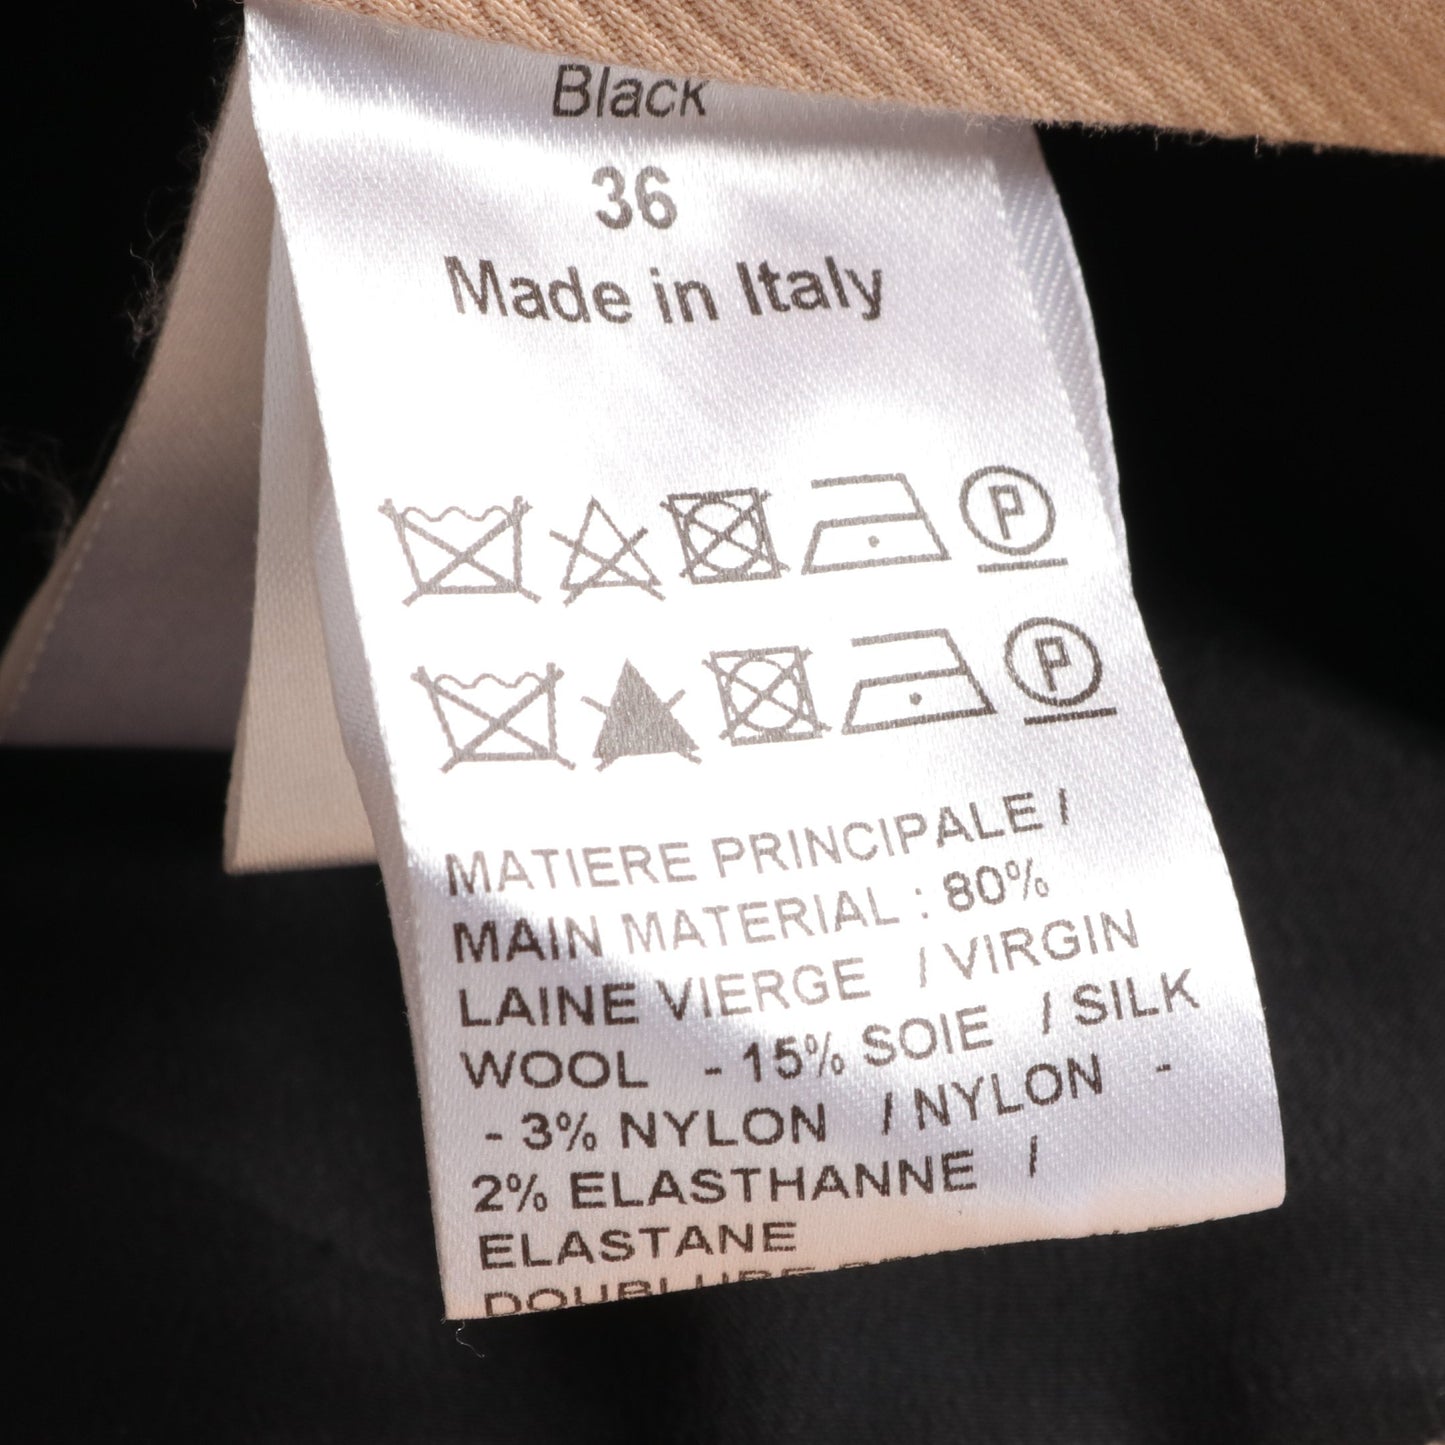 Black
36
Made in Italy
P
P
MATIERE PRINCIPALE /
MAIN MATERIAL : 80%
LAINE VIERGE / VIRGIN
WOOL - 15% SOIE / SILK
- 3% NYLON / NYLON -
2% ELASTHANNE /
ELASTANE